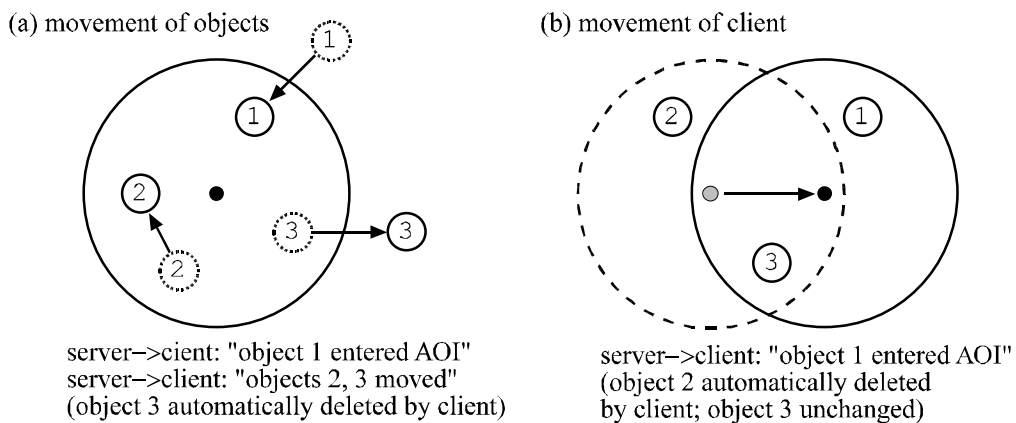 (a) movement of objects
1
1
2
2
3
3
server−>cient: "object 1 entered AOI"
server−>client: "objects 2, 3 moved"
(object 3 automatically deleted by client)
(b) movement of client
2
1
3
server−>client: "object 1 entered AOI"
(object 2 automatically deleted
by client; object 3 unchanged)